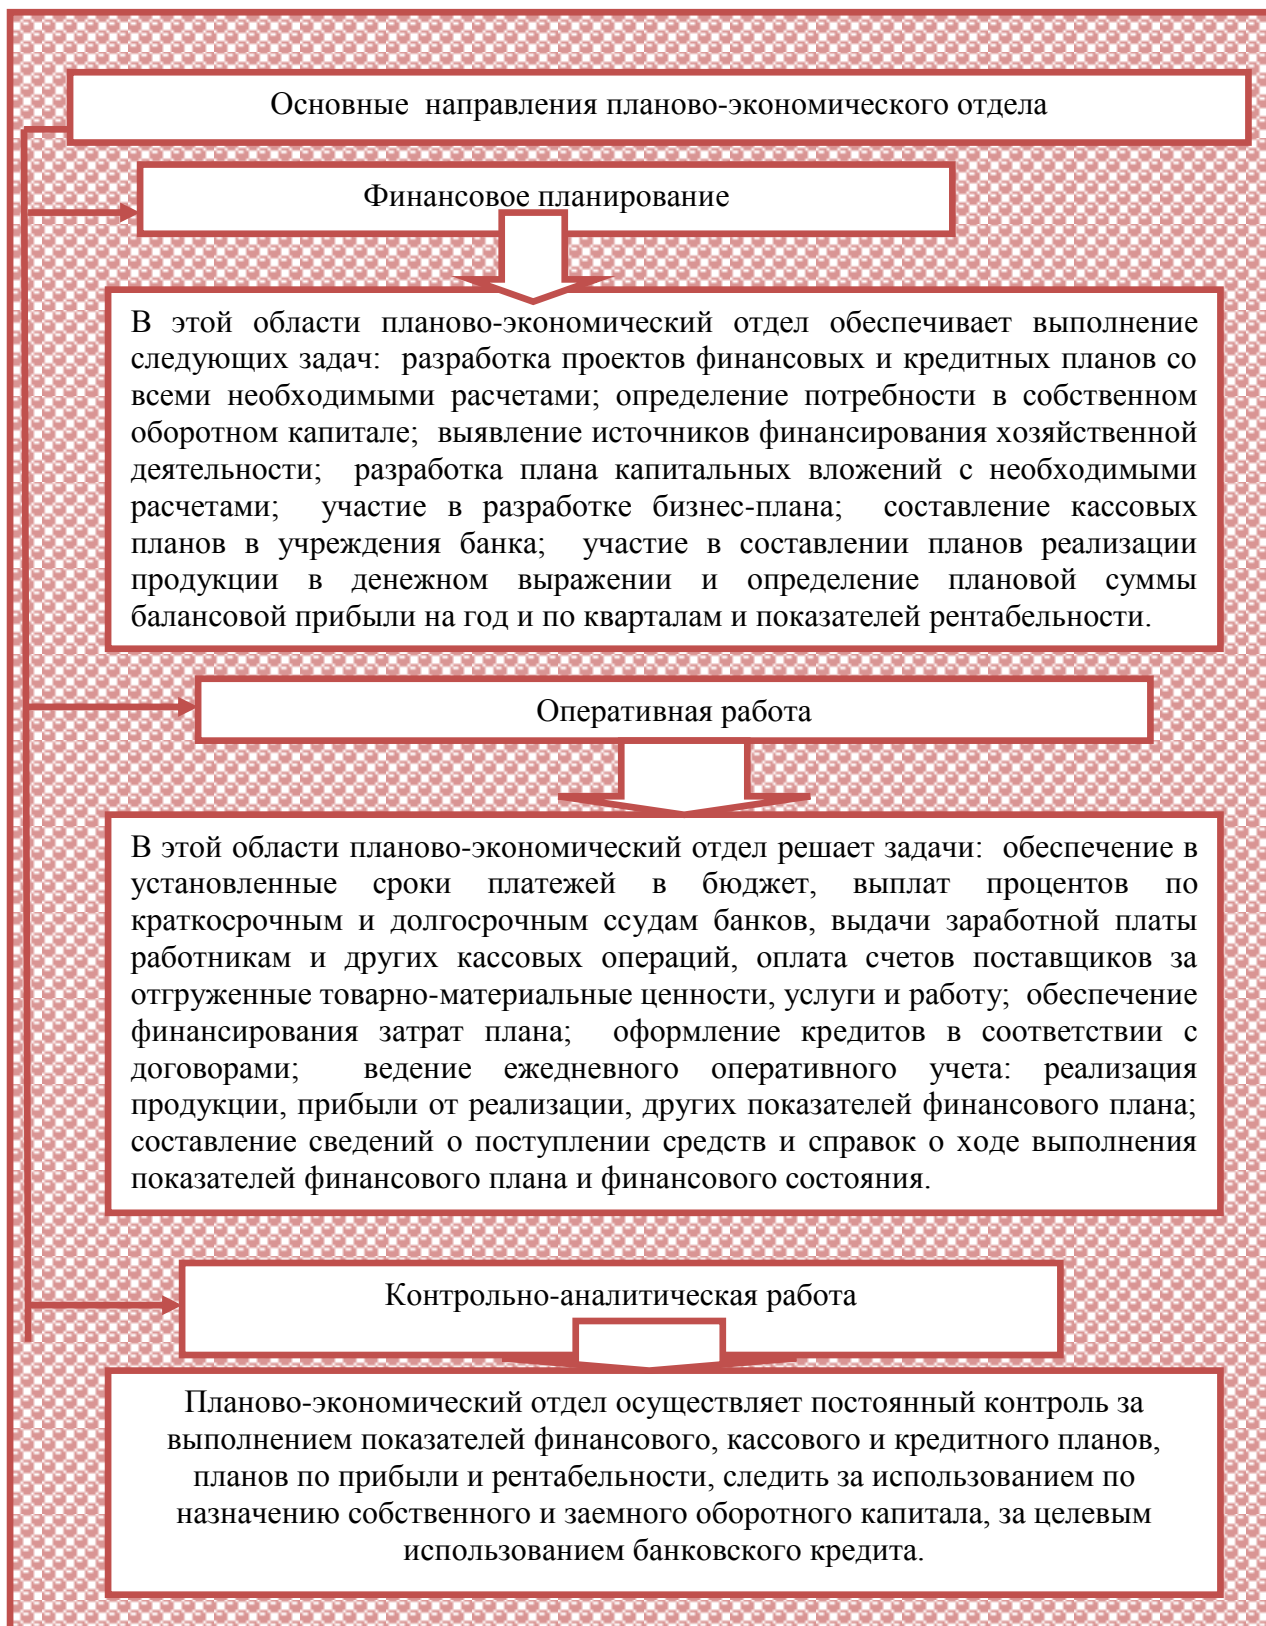 Основные направления планово-экономического отдела
Финансовое планирование
В этой области планово-экономический отдел обеспечивает выполнение
следующих задач: разработка проектов финансовых и кредитных планов со
всеми необходимыми расчетами; определение потребности в собственном
оборотном капитале; выявление источников финансирования хозяйственной
деятельности; разработка плана капитальных вложений с необходимыми
расчетами; участие в разработке бизнес-плана; составление кассовых
планов в учреждения банка; участие в составлении планов реализации
продукции в денежном выражении и определение плановой суммы
балансовой прибыли на год и по кварталам и показателей рентабельности.
Оперативная работа
В этой области планово-экономический отдел решает задачи: обеспечение в
установленные сроки платежей в бюджет, выплат процентов по
краткосрочным и долгосрочным ссудам банков, выдачи заработной платы
работникам и других кассовых операций, оплата счетов поставщиков за
отгруженные товарно-материальные ценности, услуги и работу; обеспечение
финансирования затрат плана; оформление кредитов в соответствии с
договорами; ведение ежедневного оперативного учета: реализация
продукции, прибыли от реализации, других показателей финансового плана;
составление сведений о поступлении средств и справок о ходе выполнения
показателей финансового плана и финансового состояния.
Контрольно-аналитическая работа
Планово-экономический отдел осуществляет постоянный контроль за
выполнением показателей финансового, кассового и кредитного планов,
планов по прибыли и рентабельности, следить за использованием по
назначению собственного и заемного оборотного капитала, за целевым
использованием банковского кредита.